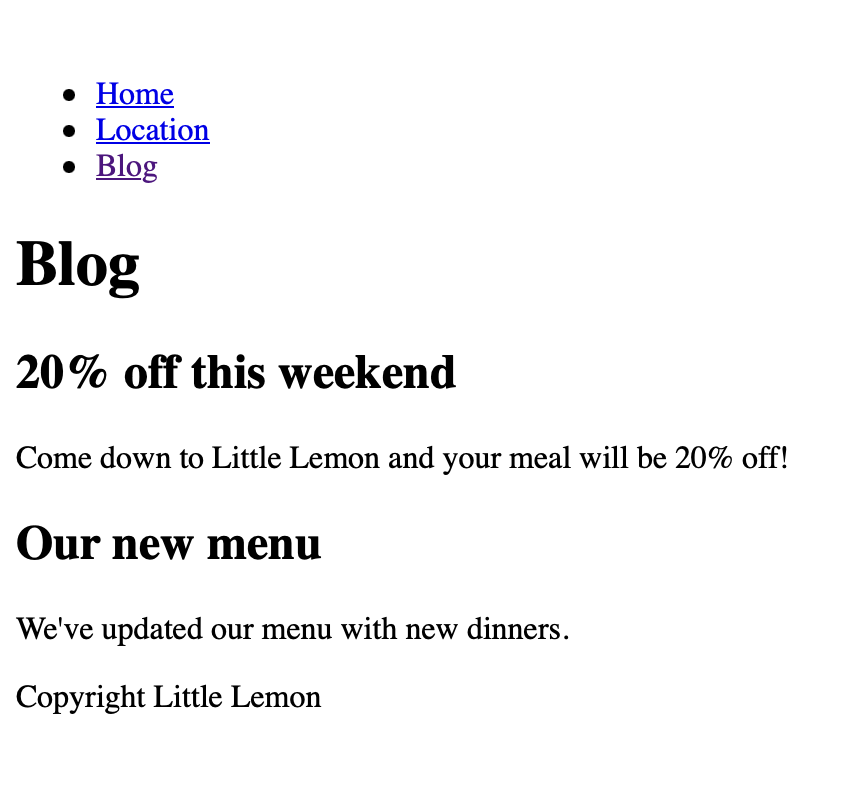 Home
Location
Blog
Blog
20% off this weekend
Come down to Little Lemon and your meal will be 20% off!
Our new menu
We've updated our menu with new dinners.
Copyright Little Lemon